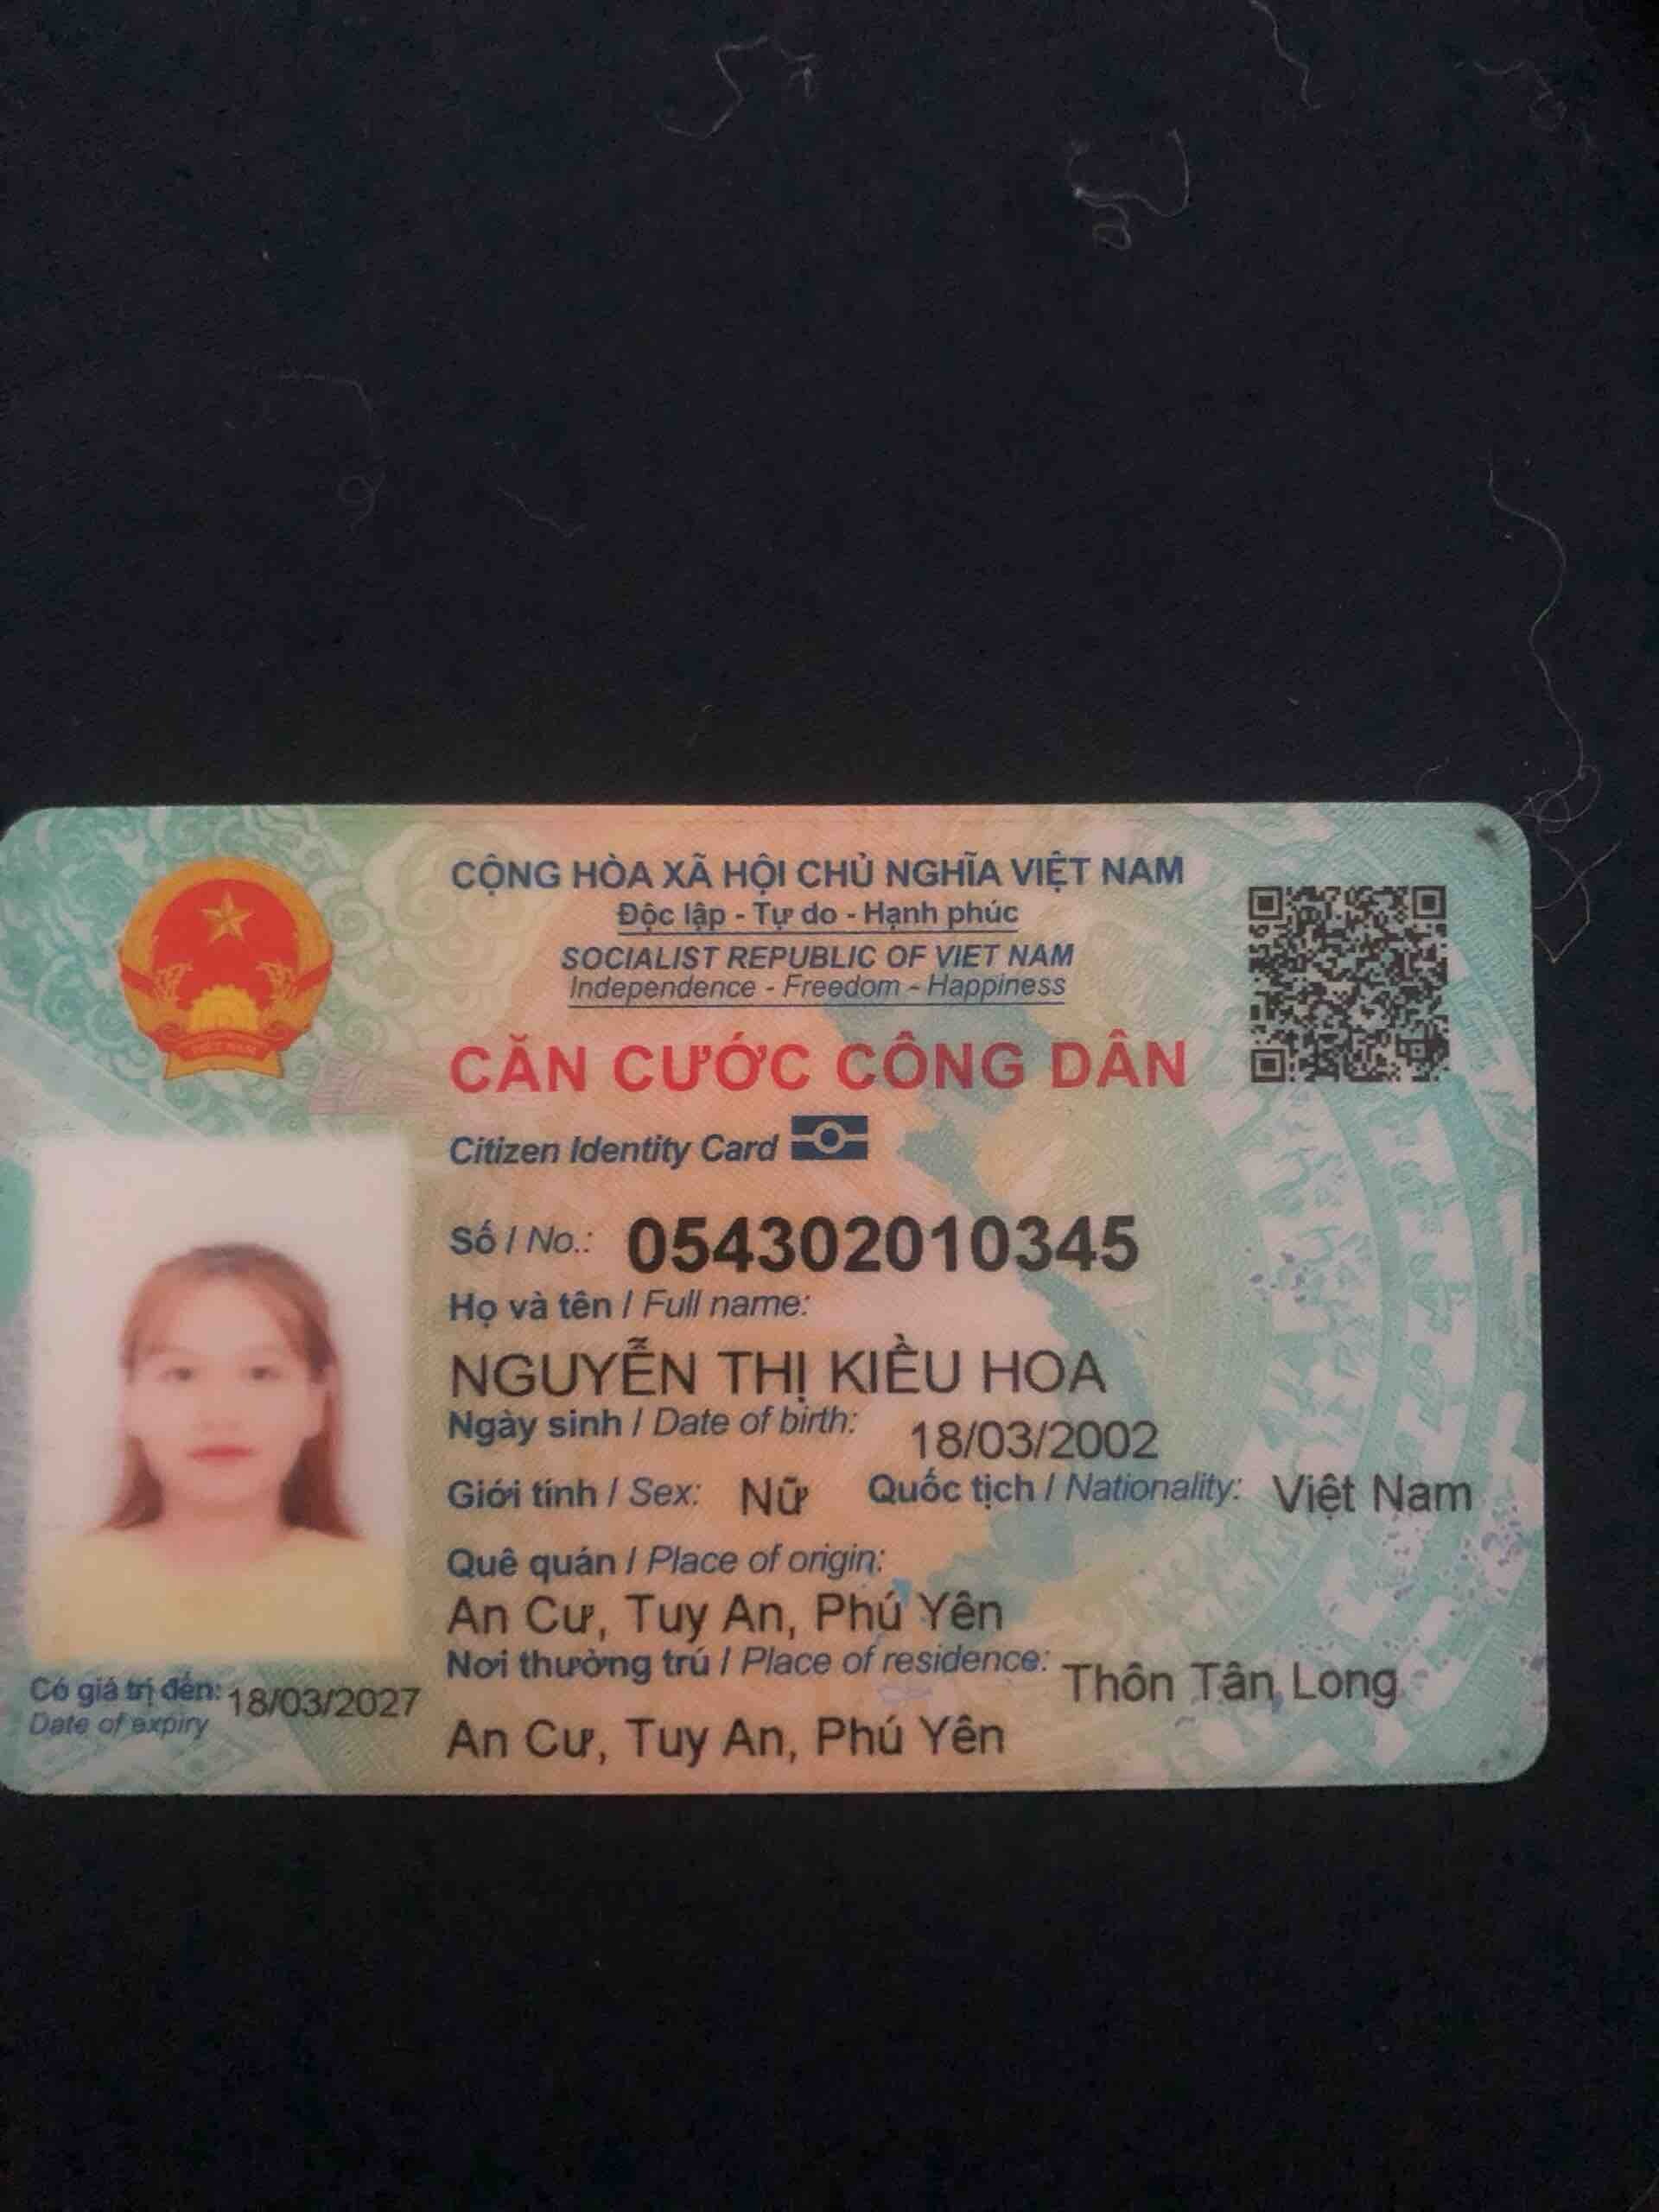 CỘNG HÒA XÃ HỘI CHỦ NGHĨA VIỆT NAM
Độc lập - Tự do - Hạnh phúc
SOCIALIST REPUBLIC OF VIET NAM
Independence - Freedom - Happiness
CĂN CƯỚC CÔNG DÂN
Citizen Identity Card
Số / No.: 054302010345
Họ và tên / Full name:
NGUYỄN THỊ KIỀU HOA
Ngày sinh / Date of birth: 18/03/2002
Giới tính / Sex: Nữ Quốc tịch / Nationality: Việt Nam
Quê quán / Place of origin:
An Cư, Tuy An, Phú Yên
Nơi thường trú / Place of residence: Thôn Tân Long
An Cư, Tuy An, Phú Yên
Có giá trị đến: 18/03/2027
Date of expiry